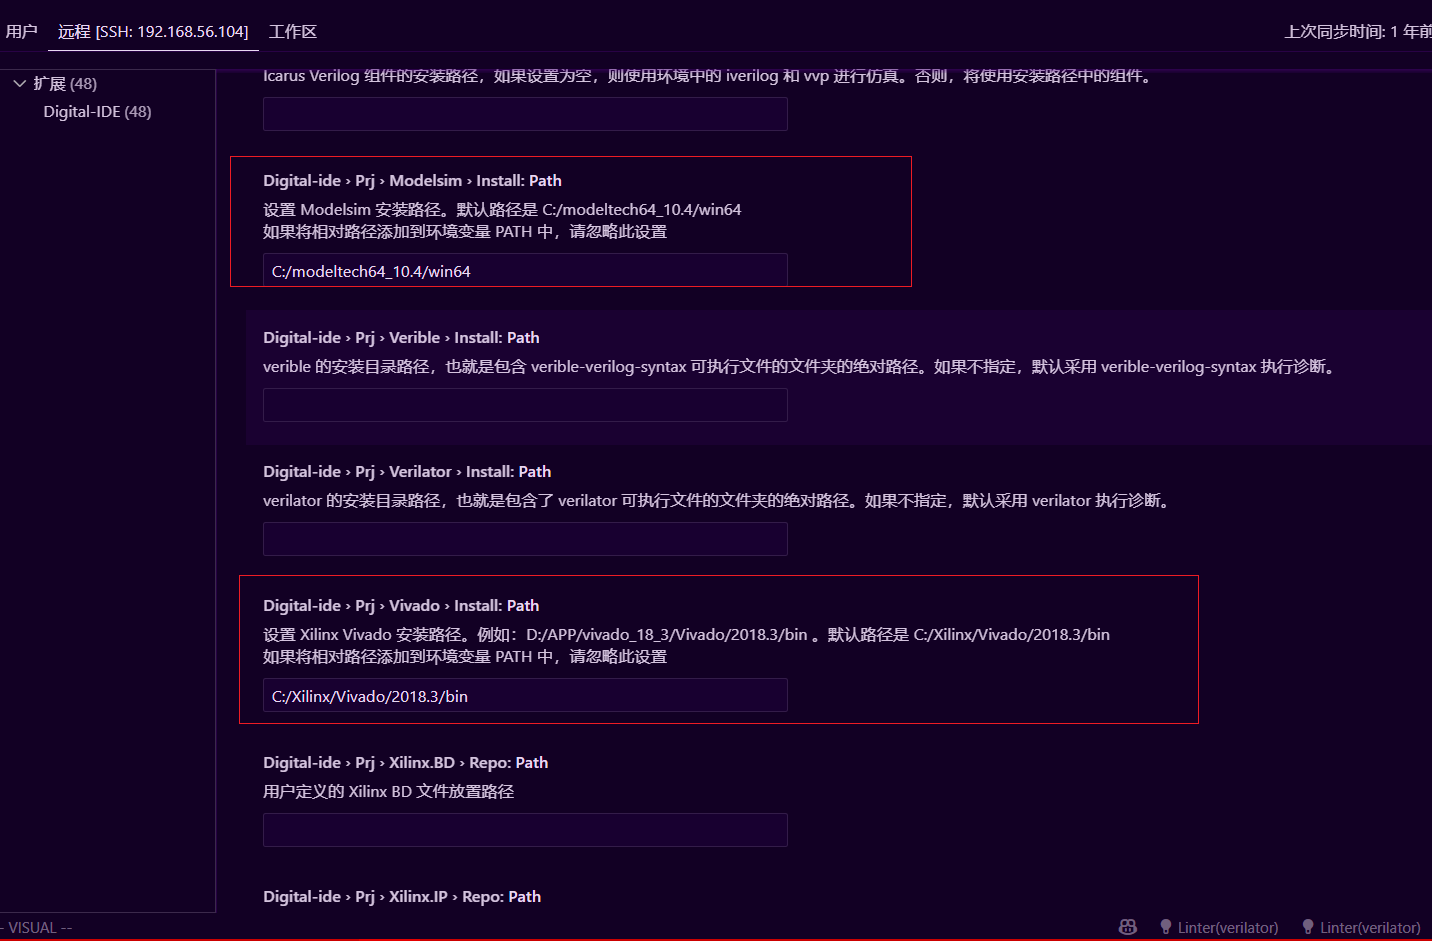 用户 远程 [SSH: 192.168.56.104] 工作区 上次同步时间: 1 年前
扩展 (48)
Digital-IDE (48)
Icarus Verilog 组件的安装路径，如果设置为空，则使用环境中的 iverilog 和 vvp 进行仿真。否则，将使用安装路径中的组件。
Digital-ide › Prj › Modelsim › Install: Path
设置 Modelsim 安装路径。默认路径是 C:/modeltech64_10.4/win64
如果将相对路径添加到环境变量 PATH 中，请忽略此设置
C:/modeltech64_10.4/win64
Digital-ide › Prj › Verible › Install: Path
verible 的安装目录路径，也就是包含 verible-verilog-syntax 可执行文件的文件夹的绝对路径。如果不指定，默认采用 verible-verilog-syntax 执行诊断。
Digital-ide › Prj › Verilator › Install: Path
verilator 的安装目录路径，也就是包含了 verilator 可执行文件的文件夹的绝对路径。如果不指定，默认采用 verilator 执行诊断。
Digital-ide › Prj › Vivado › Install: Path
设置 Xilinx Vivado 安装路径。例如：D:/APP/vivado_18_3/Vivado/2018.3/bin 。默认路径是 C:/Xilinx/Vivado/2018.3/bin
如果将相对路径添加到环境变量 PATH 中，请忽略此设置
C:/Xilinx/Vivado/2018.3/bin
Digital-ide › Prj › Xilinx.BD › Repo: Path
用户定义的 Xilinx BD 文件放置路径
Digital-ide › Prj › Xilinx.IP › Repo: Path
- VISUAL -- Linter(verilator) Linter(verilator)